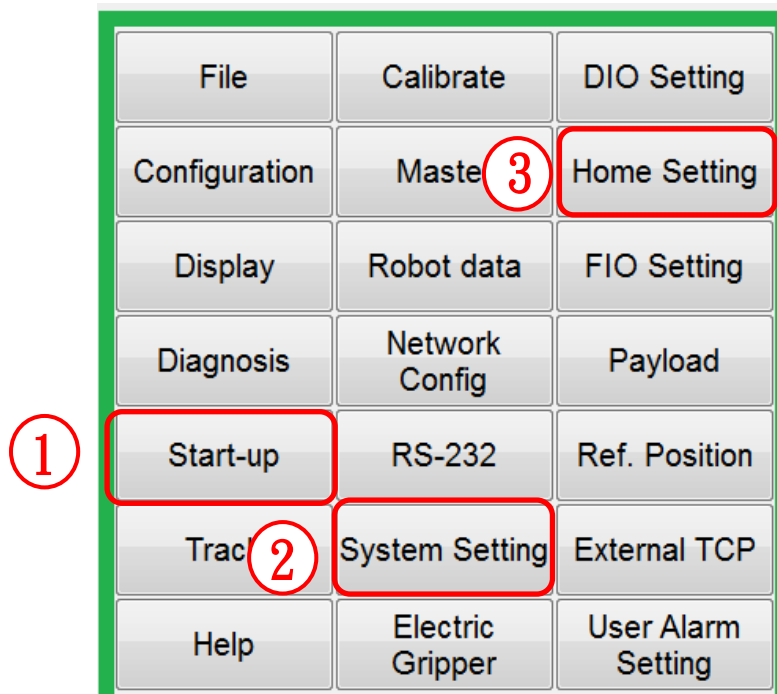 File
Calibrate
DIO Setting
Configuration
Maste
③
Home Setting
Display
Robot data
FIO Setting
Diagnosis
Network
Config
Payload
①
Start-up
RS-232
Ref. Position
Trac
②
System Setting
External TCP
Help
Electric
Gripper
User Alarm
Setting